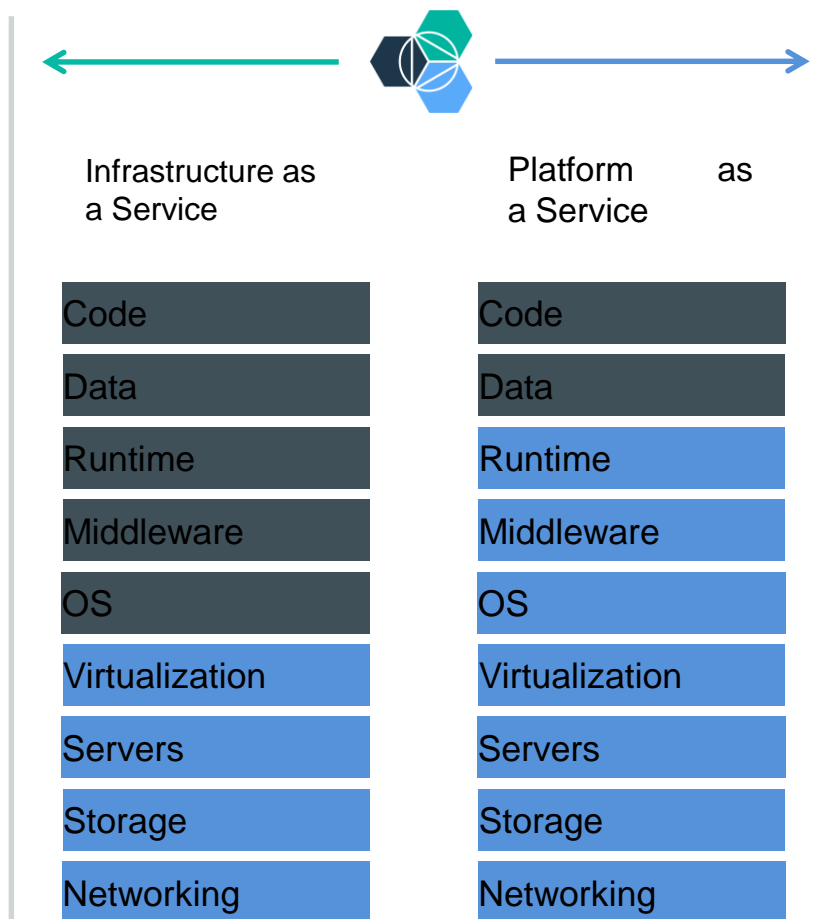 Infrastructure as
a Service
Platform as
a Service
Code
Data
Runtime
Middleware
OS
Virtualization
Servers
Storage
Networking
Code
Data
Runtime
Middleware
OS
Virtualization
Servers
Storage
Networking